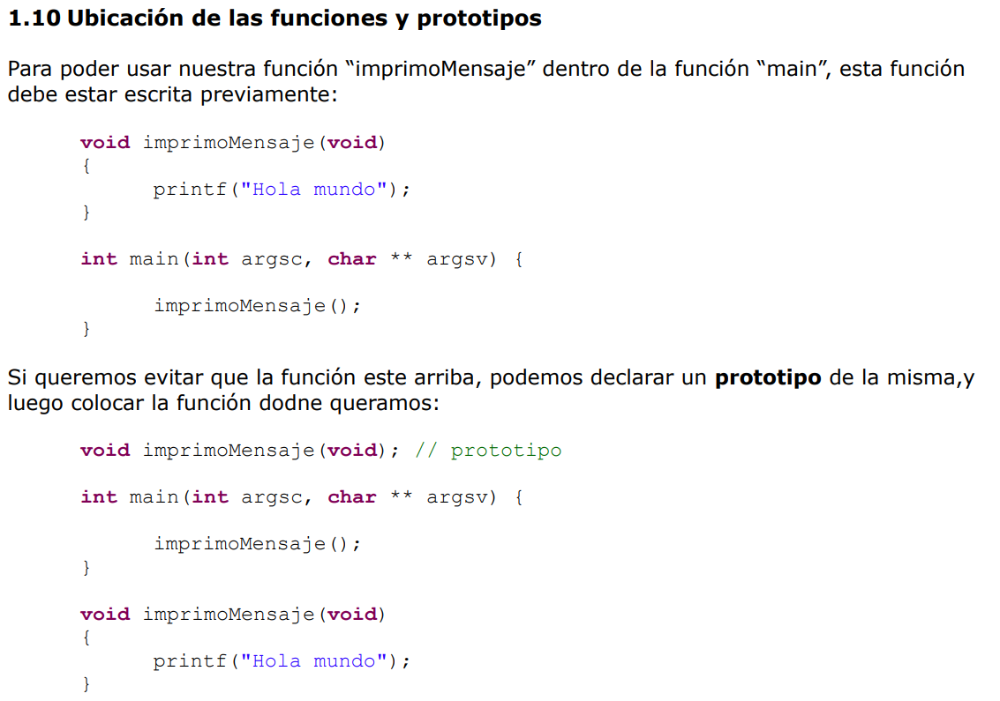 1.10 Ubicación de las funciones y prototipos
Para poder usar nuestra función “imprimoMensaje” dentro de la función “main”, esta función
debe estar escrita previamente:
void imprimoMensaje(void)
{
printf("Hola mundo");
}
int main(int argsc, char ** argsv) {
imprimoMensaje();
}
Si queremos evitar que la función este arriba, podemos declarar un prototipo de la misma,y
luego colocar la función dodne queramos:
void imprimoMensaje(void); // prototipo
int main(int argsc, char ** argsv) {
imprimoMensaje();
}
void imprimoMensaje(void)
{
printf("Hola mundo");
}